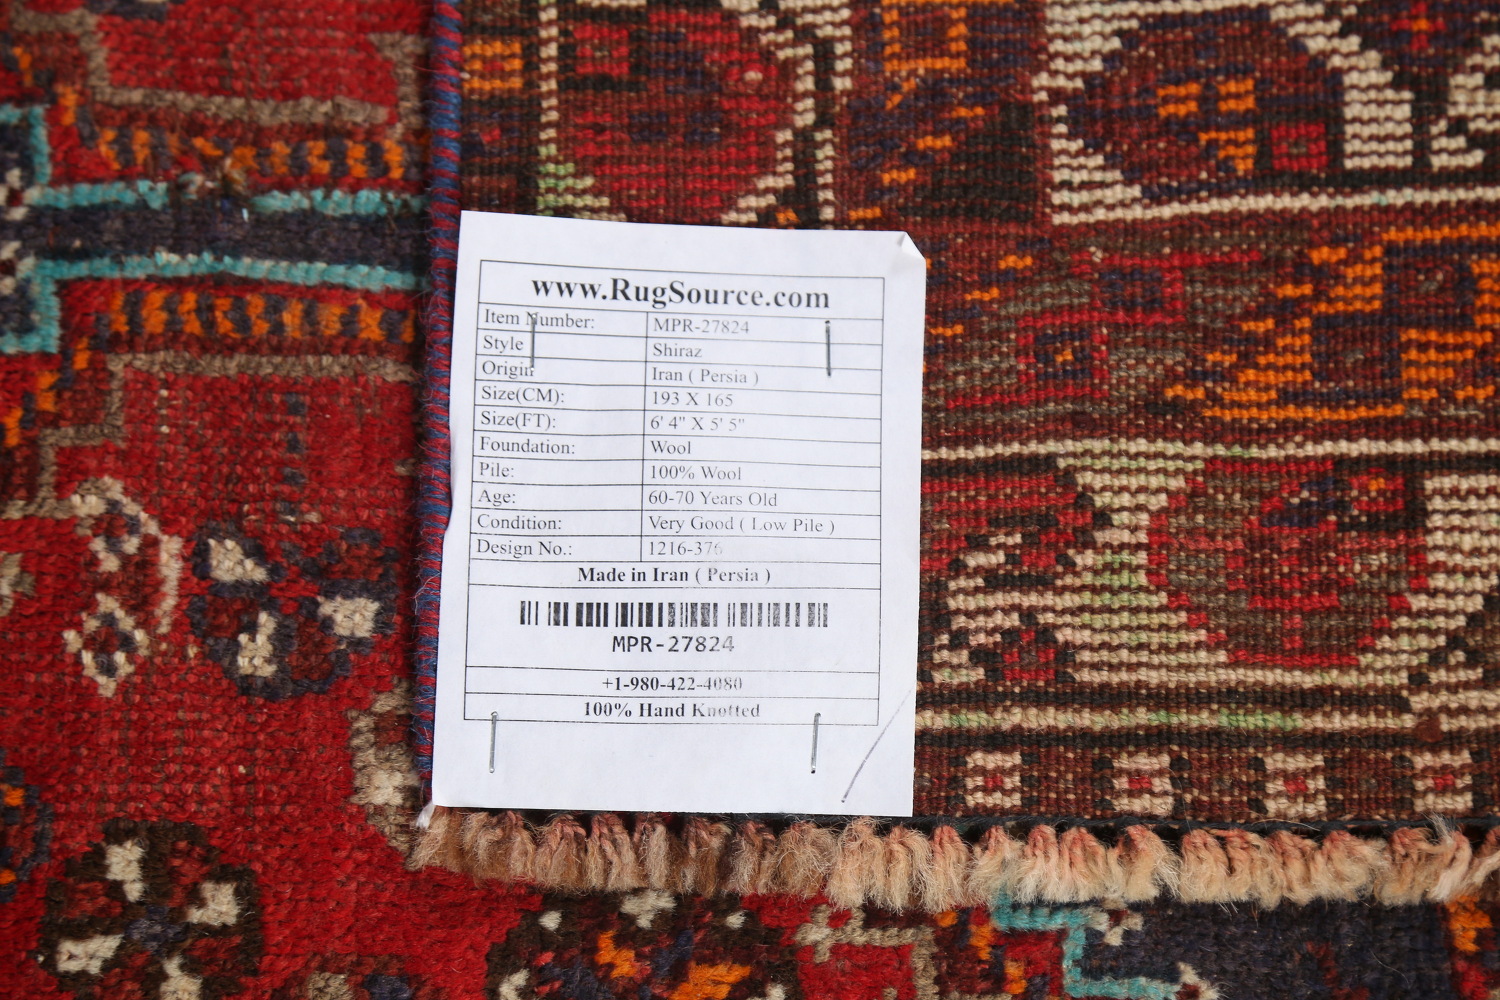 www.RugSource.com
Item Number: MPR-27824
Style Shiraz
Origin Iran ( Persia )
Size(CM): 193 X 165
Size(FT): 6' 4" X 5' 5"
Foundation: Wool
Pile: 100% Wool
Age: 60-70 Years Old
Condition: Very Good ( Low Pile )
Design No.: 1216-376
Made in Iran ( Persia )
MPR-27824
+1-980-422-4080
100% Hand Knotted